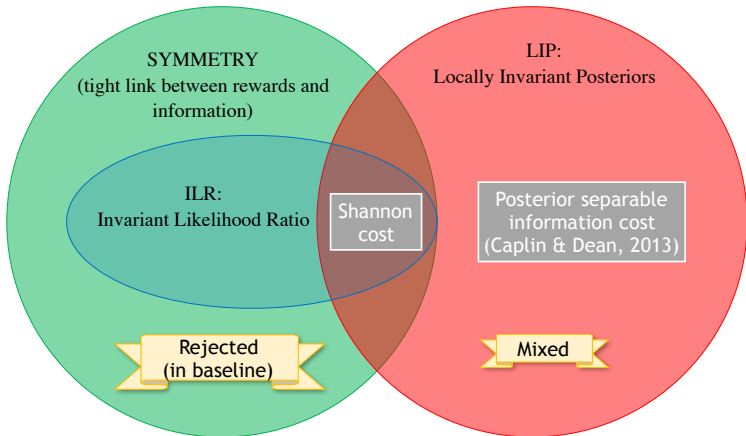 SYMMETRY
(tight link between rewards and
information)
LIP:
Locally Invariant Posteriors
ILR:
Invariant Likelihood Ratio
Shannon
cost
Posterior separable
information cost
(Caplin & Dean, 2013)
Rejected
(in baseline)
Mixed